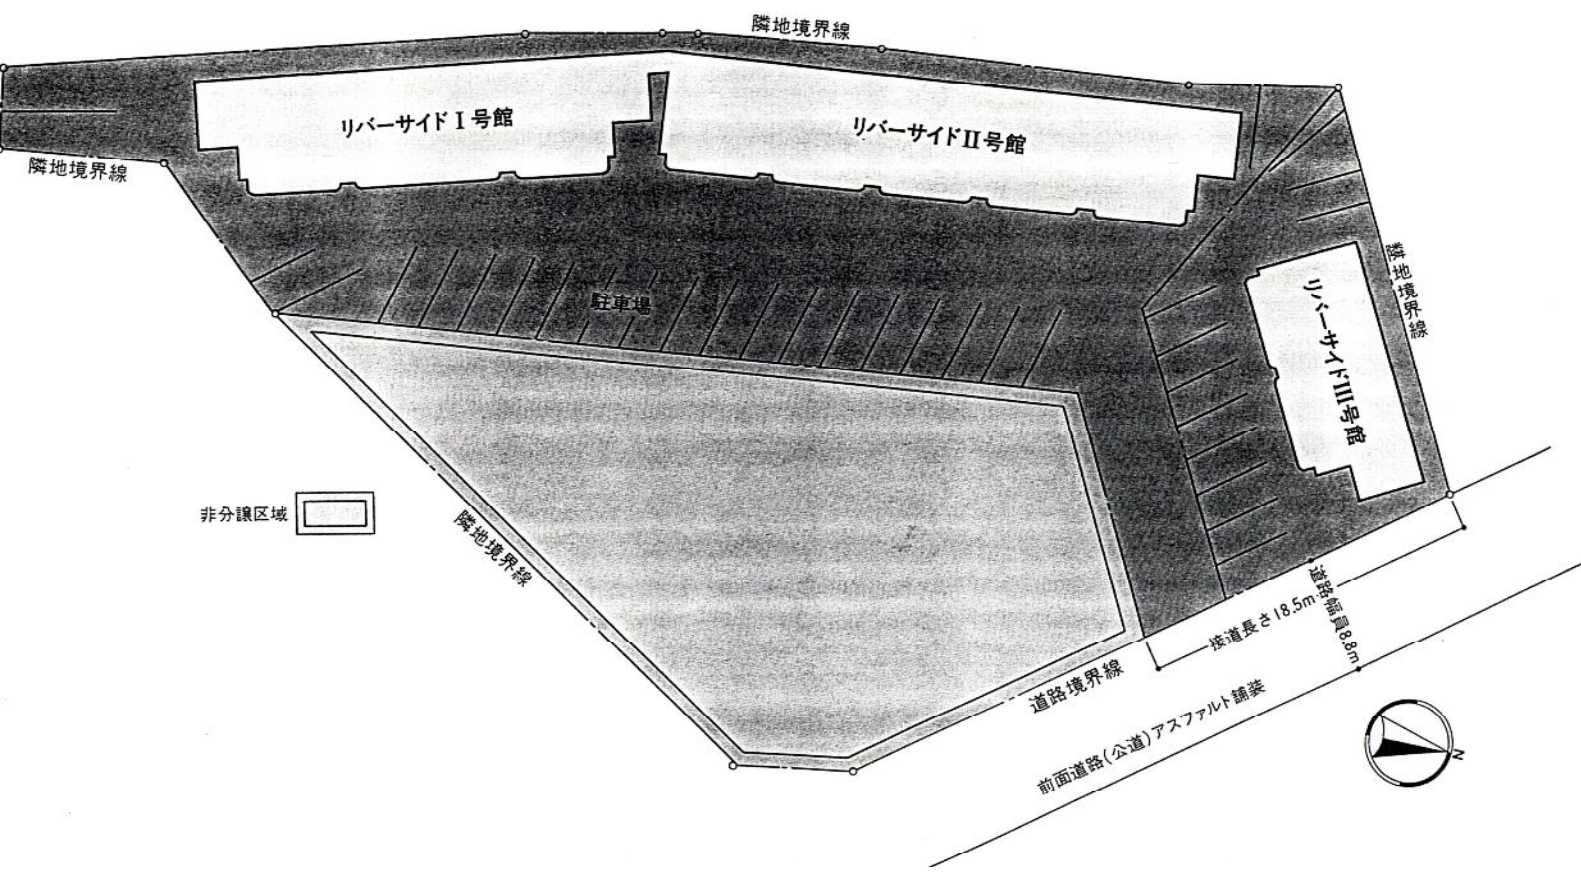 隣地境界線
リバーサイドⅠ号館
リバーサイドⅡ号館
隣地境界線
隣地境界線
リバーサイドⅢ号館
駐車場
非分譲区域
隣地境界線
接道長さ18.5m
道路幅員8.8m
道路境界線
前面道路(公道)アスファルト舗装
N